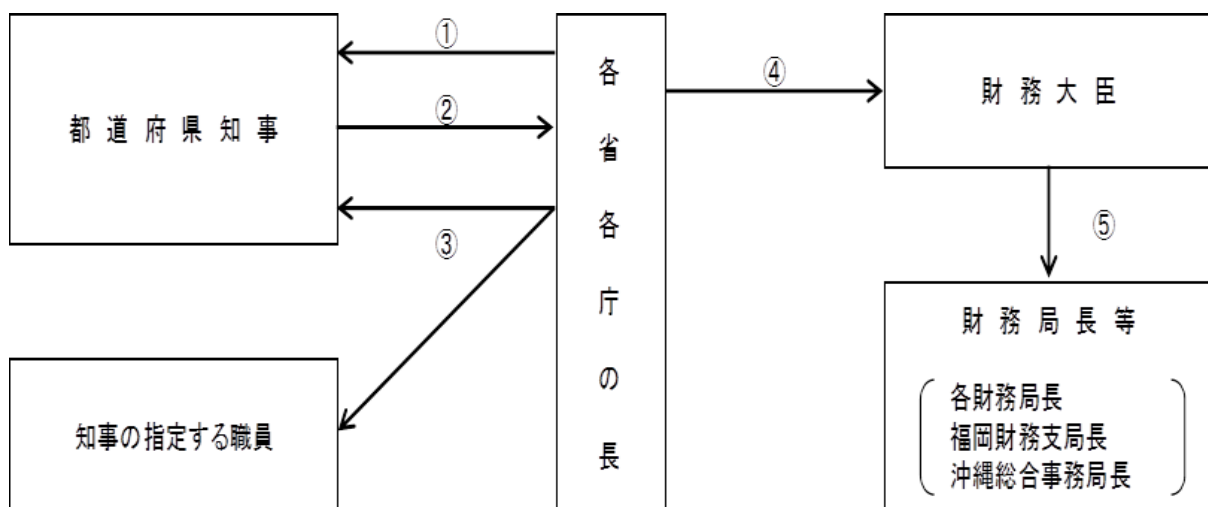 都道府県知事
①
②
③
知事の指定する職員
各省各庁の長
④
財務大臣
⑤
財務局長等
各財務局長
福岡財務支局長
沖縄総合事務局長